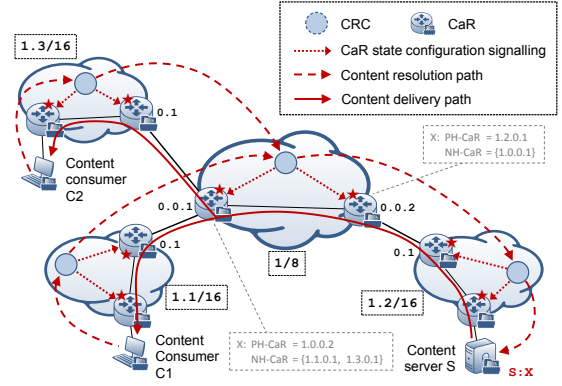 CRC
CaR
CaR state configuration signalling
Content resolution path
Content delivery path
1.3/16
0.1
Content
consumer
C2
X: PH-CaR = 1.2.0.1
NH-CaR = {1.0.0.1}
0.0.1
0.0.2
0.1
0.1
1/8
1.1/16
1.2/16
Content
Consumer
C1
X: PH-CaR = 1.0.0.2
NH-CaR = {1.1.0.1, 1.3.0.1}
Content
server S
S:X